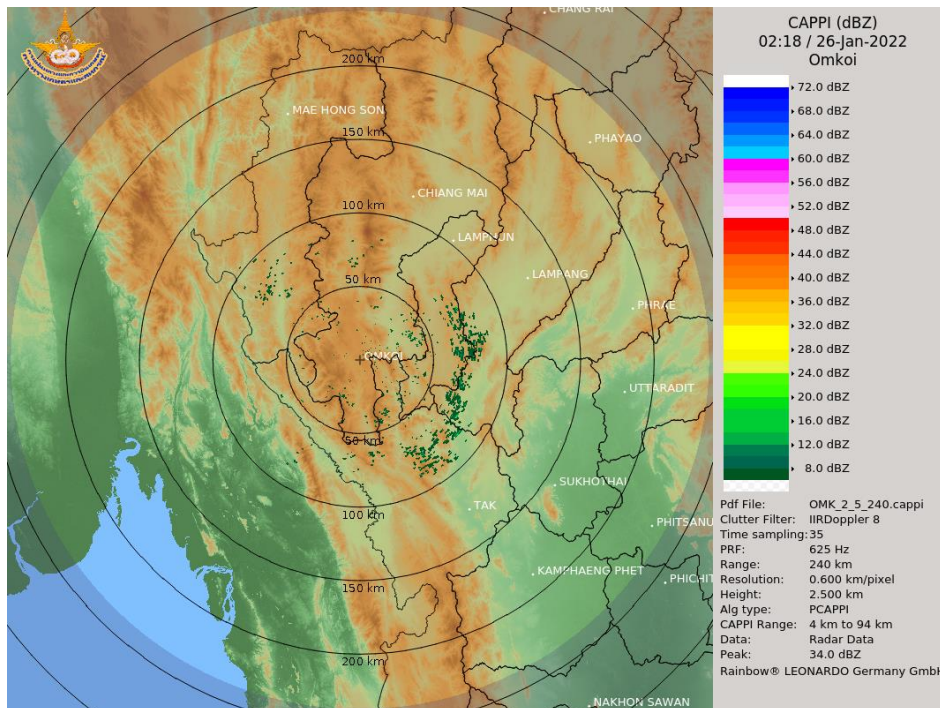 CHANG RAI
200 km
MAE HONG SON
150 km
PHAYAO
CHIANG MAI
100 km
LAMPHUN
LAMPANG
50 km
PHRAE
OMKOI
UTTARADIT
50 km
SUKHOTHAI
TAK
100 km
PHITSANU
KAMPHAENG PHET
PHICHIT
150 km
200 km
NAKHON SAWAN
CAPPI (dBZ)
02:18 / 26-Jan-2022
Omkoi
72.0 dBZ
68.0 dBZ
64.0 dBZ
60.0 dBZ
56.0 dBZ
52.0 dBZ
48.0 dBZ
44.0 dBZ
40.0 dBZ
36.0 dBZ
32.0 dBZ
28.0 dBZ
24.0 dBZ
20.0 dBZ
16.0 dBZ
12.0 dBZ
8.0 dBZ
Pdf File: OMK_2_5_240.cappi
Clutter Filter: IIRDoppler 8
Time sampling:35
PRF: 625 Hz
Range: 240 km
Resolution: 0.600 km/pixel
Height: 2.500 km
Alg type: PCAPPI
CAPPI Range: 4 km to 94 km
Data: Radar Data
Peak: 34.0 dBZ
Rainbow® LEONARDO Germany GmbH